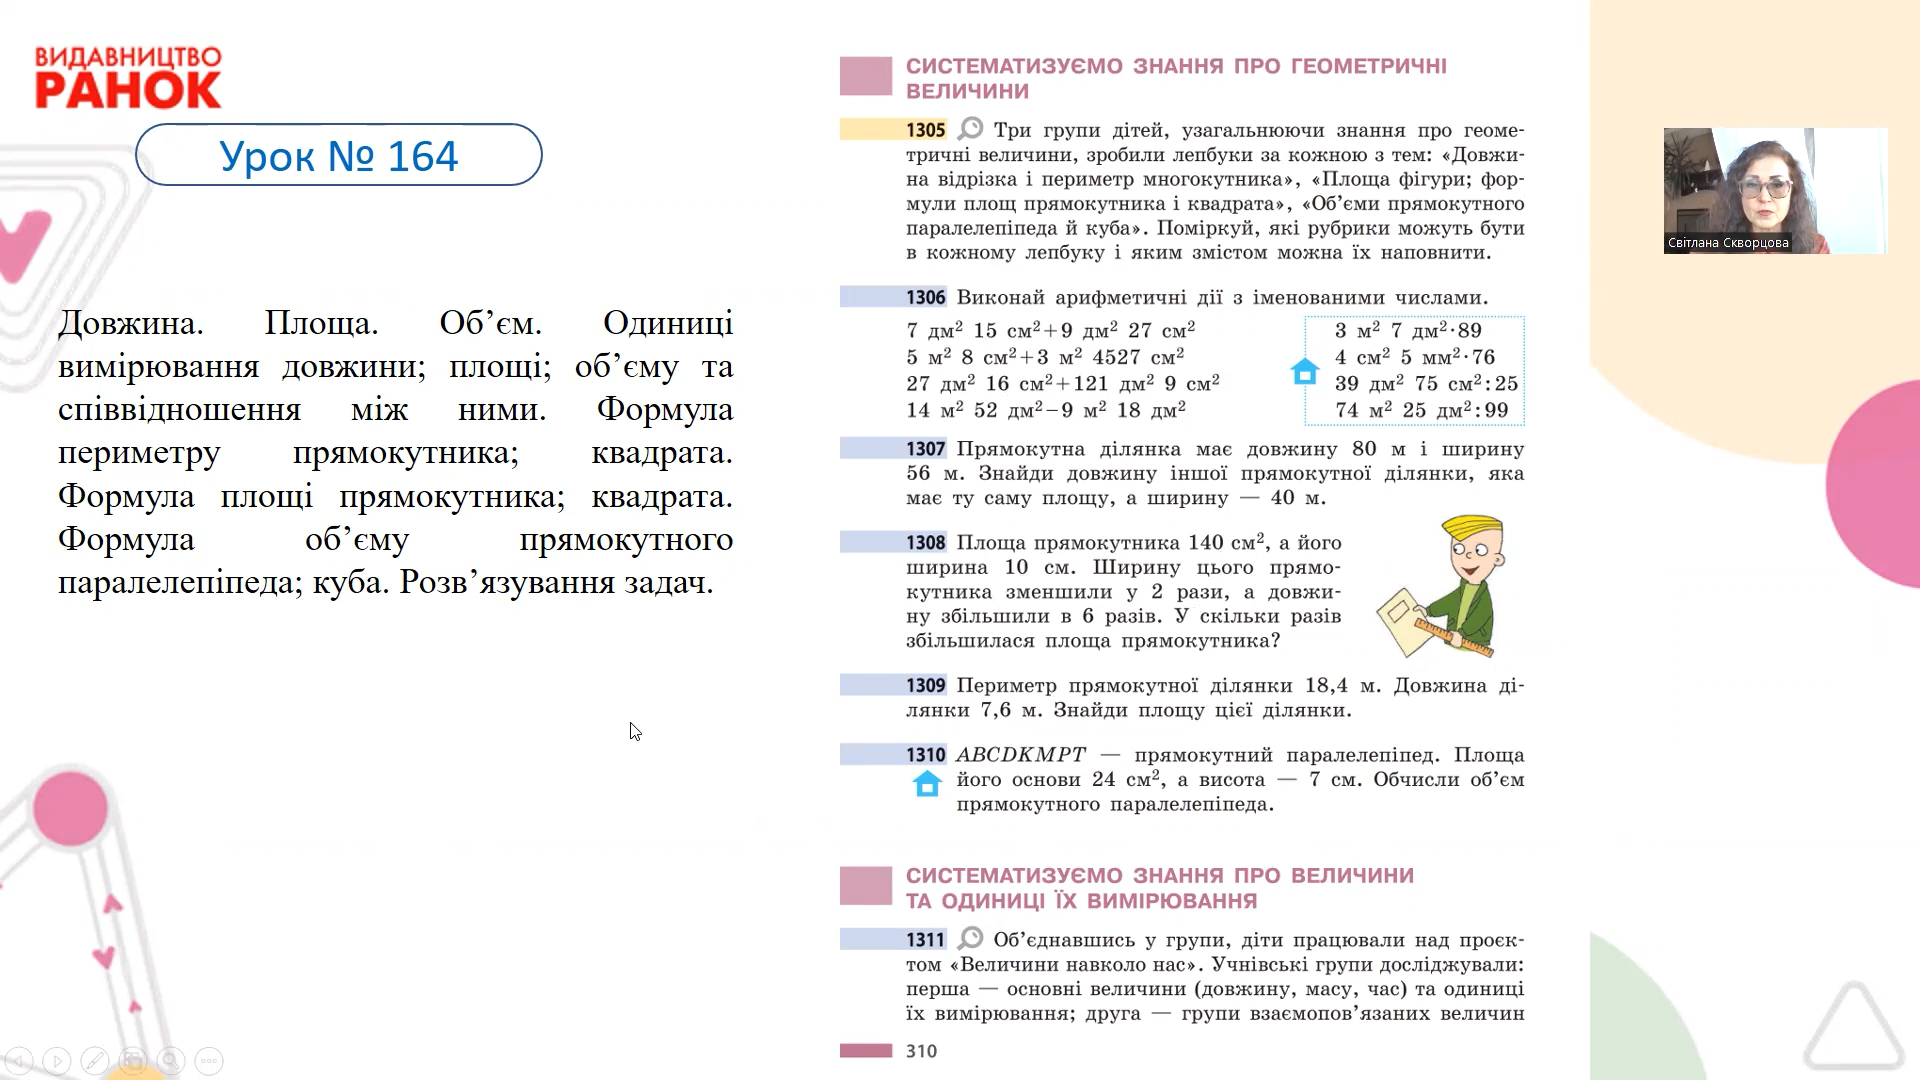 ВИДАВНИЦТВО
РАНОК
Урок № 164
Довжина. Площа. Об’єм. Одиниці
вимірювання довжини; площі; об’єму та
співвідношення між ними. Формула
периметру прямокутника; квадрата.
Формула площі прямокутника; квадрата.
Формула об’єму прямокутного
паралелепіпеда; куба. Розв’язування задач.
СИСТЕМАТИЗУЄМО ЗНАННЯ ПРО ГЕОМЕТРИЧНІ
ВЕЛИЧИНИ
1305 Три групи дітей, узагальнюючи знання про геоме-
тричні величини, зробили лепбуки за кожною з тем: «Довжи-
на відрізка і периметр многокутника», «Площа фігури; фор-
мули площ прямокутника і квадрата», «Об’єми прямокутного
паралелепіпеда й куба». Поміркуй, які рубрики можуть бути
в кожному лепбуку і яким змістом можна їх наповнити.
1306 Виконай арифметичні дії з іменованими числами.
7 дм² 15 см²+9 дм² 27 см²
5 м² 8 см²+3 м² 4527 см²
27 дм² 16 см²+121 дм² 9 см²
14 м² 52 дм²−9 м² 18 дм²
3 м² 7 дм²·89
4 см² 5 мм²·76
39 дм² 75 см²:25
74 м² 25 дм²:99
1307 Прямокутна ділянка має довжину 80 м і ширину
56 м. Знайди довжину іншої прямокутної ділянки, яка
має ту саму площу, а ширину — 40 м.
1308 Площа прямокутника 140 см², а його
ширина 10 см. Ширину цього прямо-
кутника зменшили у 2 рази, а довжи-
ну збільшили в 6 разів. У скільки разів
збільшилася площа прямокутника?
1309 Периметр прямокутної ділянки 18,4 м. Довжина ді-
лянки 7,6 м. Знайди площу цієї ділянки.
1310 ABCDKMPT — прямокутний паралелепіпед. Площа
його основи 24 см², а висота — 7 см. Обчисли об’єм
прямокутного паралелепіпеда.
СИСТЕМАТИЗУЄМО ЗНАННЯ ПРО ВЕЛИЧИНИ
ТА ОДИНИЦІ ЇХ ВИМІРЮВАННЯ
1311 Об’єднавшись у групи, діти працювали над проєк-
том «Величини навколо нас». Учнівські групи досліджували:
перша — основні величини (довжину, масу, час) та одиниці
їх вимірювання; друга — групи взаємопов’язаних величин
310
Світлана Скворцова